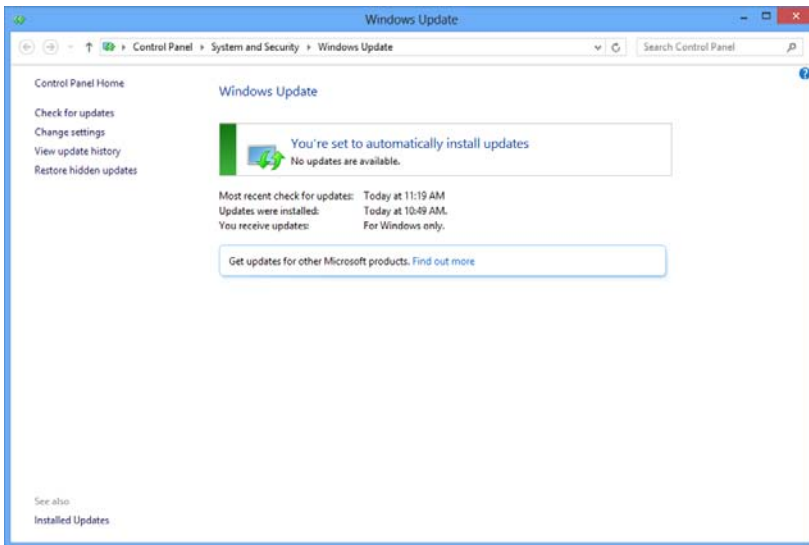 Windows Update
Control Panel ▸ System and Security ▸ Windows Update
Search Control Panel
Control Panel Home
Check for updates
Change settings
View update history
Restore hidden updates
Windows Update
You're set to automatically install updates
No updates are available.
Most recent check for updates: Today at 11:19 AM
Updates were installed: Today at 10:49 AM.
You receive updates: For Windows only.
Get updates for other Microsoft products. Find out more
See also
Installed Updates